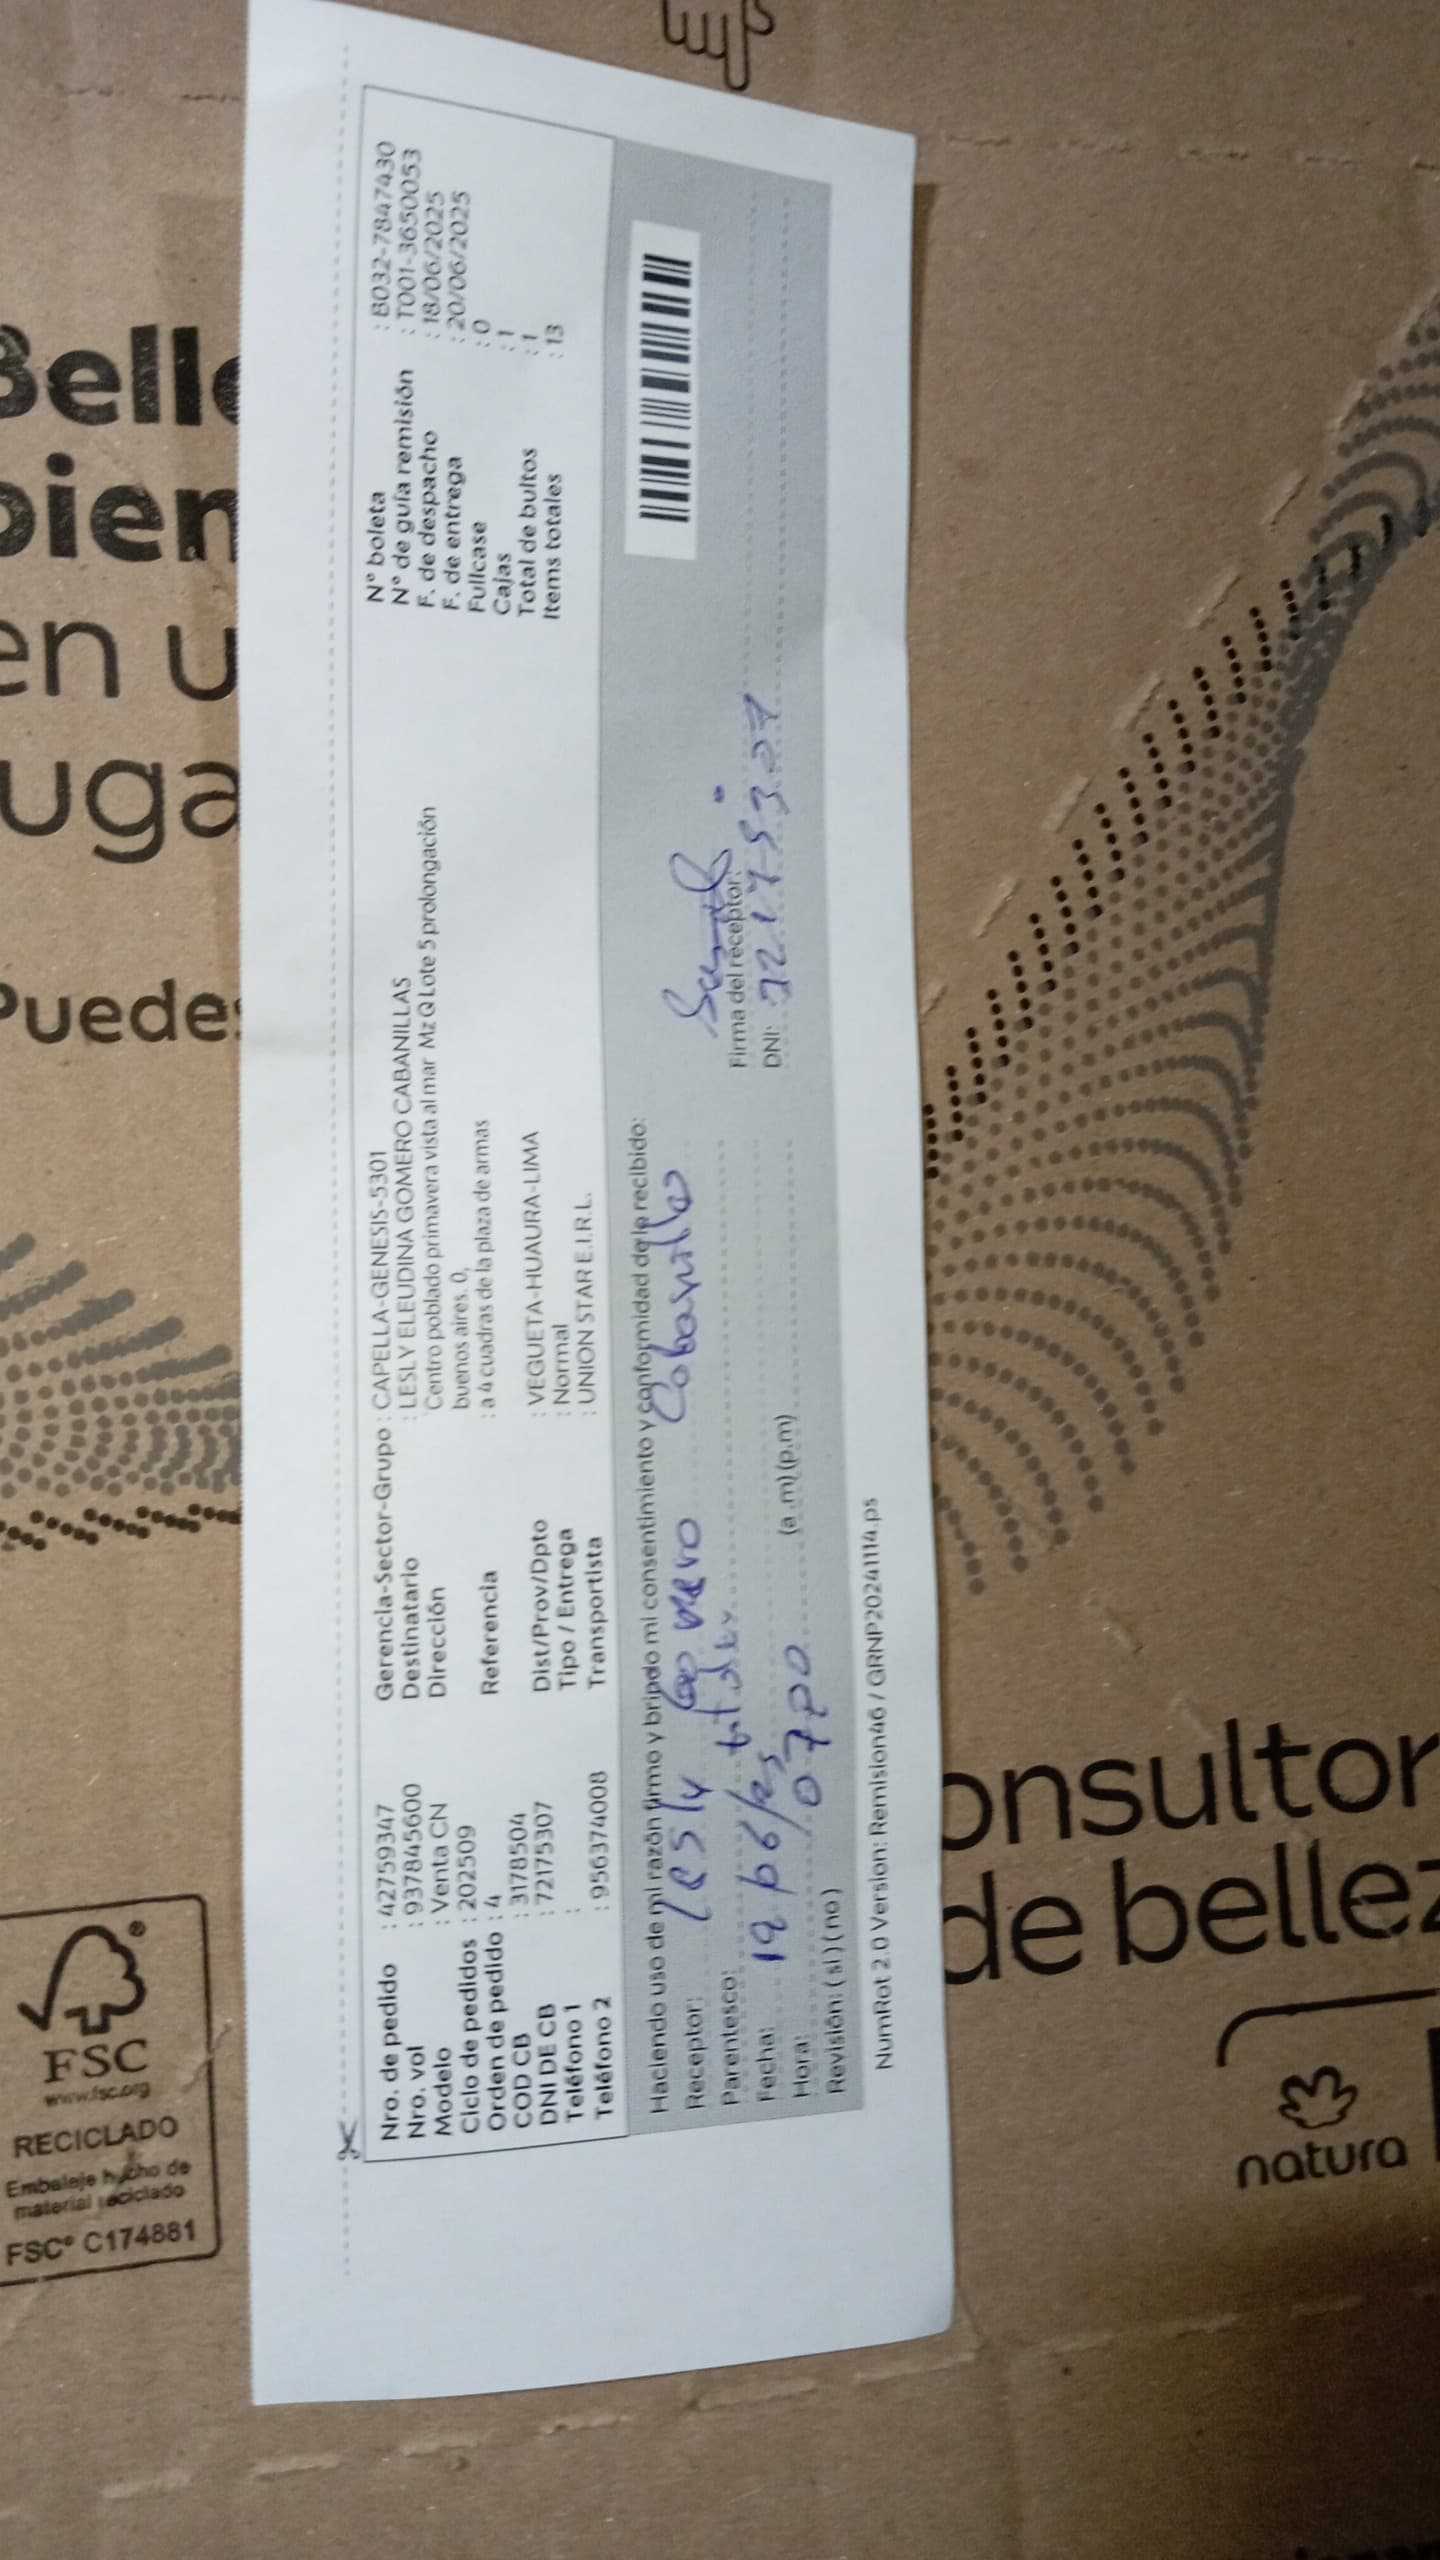 Nro. de pedido : 42759347
Nro. vol : 937845600
Modelo : Venta CN
Ciclo de pedidos : 202509
Orden de pedido : 4
COD CB : 3178504
DNI DE CB : 72175307
Teléfono 1 :
Teléfono 2 : 956374008
Gerencia-Sector-Grupo : CAPELLA-GENESIS-5301
Destinatario : LESLY ELEUDINA GOMERO CABANILLAS
Dirección Centro poblado primavera vista al mar Mz Q Lote 5 prolongación
buenos aires. 0,
Referencia : a 4 cuadras de la plaza de armas
Dist/Prov/Dpto : VEGUETA-HUAURA-LIMA
Tipo / Entrega : Normal
Transportista : UNION STAR E.I.R.L.
N° boleta : B032-7847430
N° de guía remisión : T001-3650053
F. de despacho : 18/06/2025
F. de entrega : 20/06/2025
Fullcase : 0
Cajas : 1
Total de bultos : 1
Items totales : 13
Haciendo uso de mi razón firmo y brindo mi consentimiento y conformidad de lo recibido:
Receptor: Lesly Gomero Cabanillas
Parentesco: titular
Fecha: 19/06/25
Hora: 0720 (a.m) (p.m)
Revisión: ( si ) ( no )
Firma del receptor:
DNI: 72175307
NumRot 2.0 Version: Remision46 / GRNP20241114.ps
Belle
bien
en u
uga
Puedes
FSC
www.fsc.org
RECICLADO
Embalaje hecho de
material reciclado
FSC® C174881
onsultor
de bellez
natura